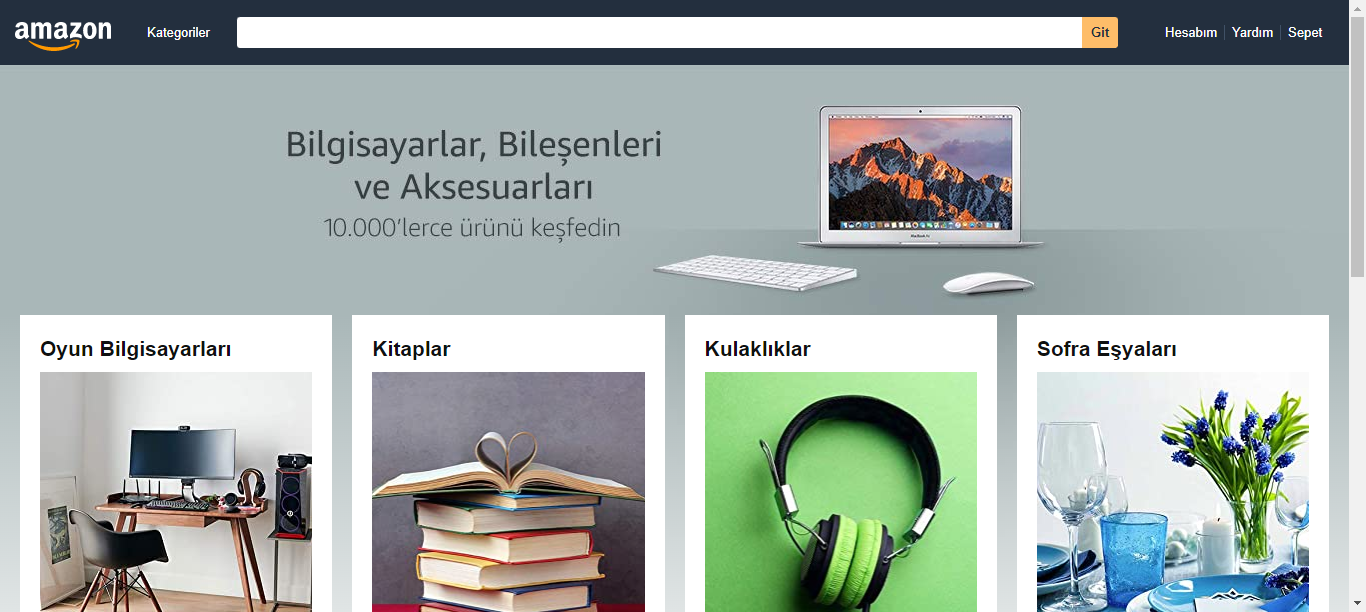 amazon
Kategoriler
Git
Hesabım
Yardım
Sepet
Bilgisayarlar, Bileşenleri
ve Aksesuarları
10.000'lerce ürünü keşfedin
Oyun Bilgisayarları
Kitaplar
Kulaklıklar
Sofra Eşyaları